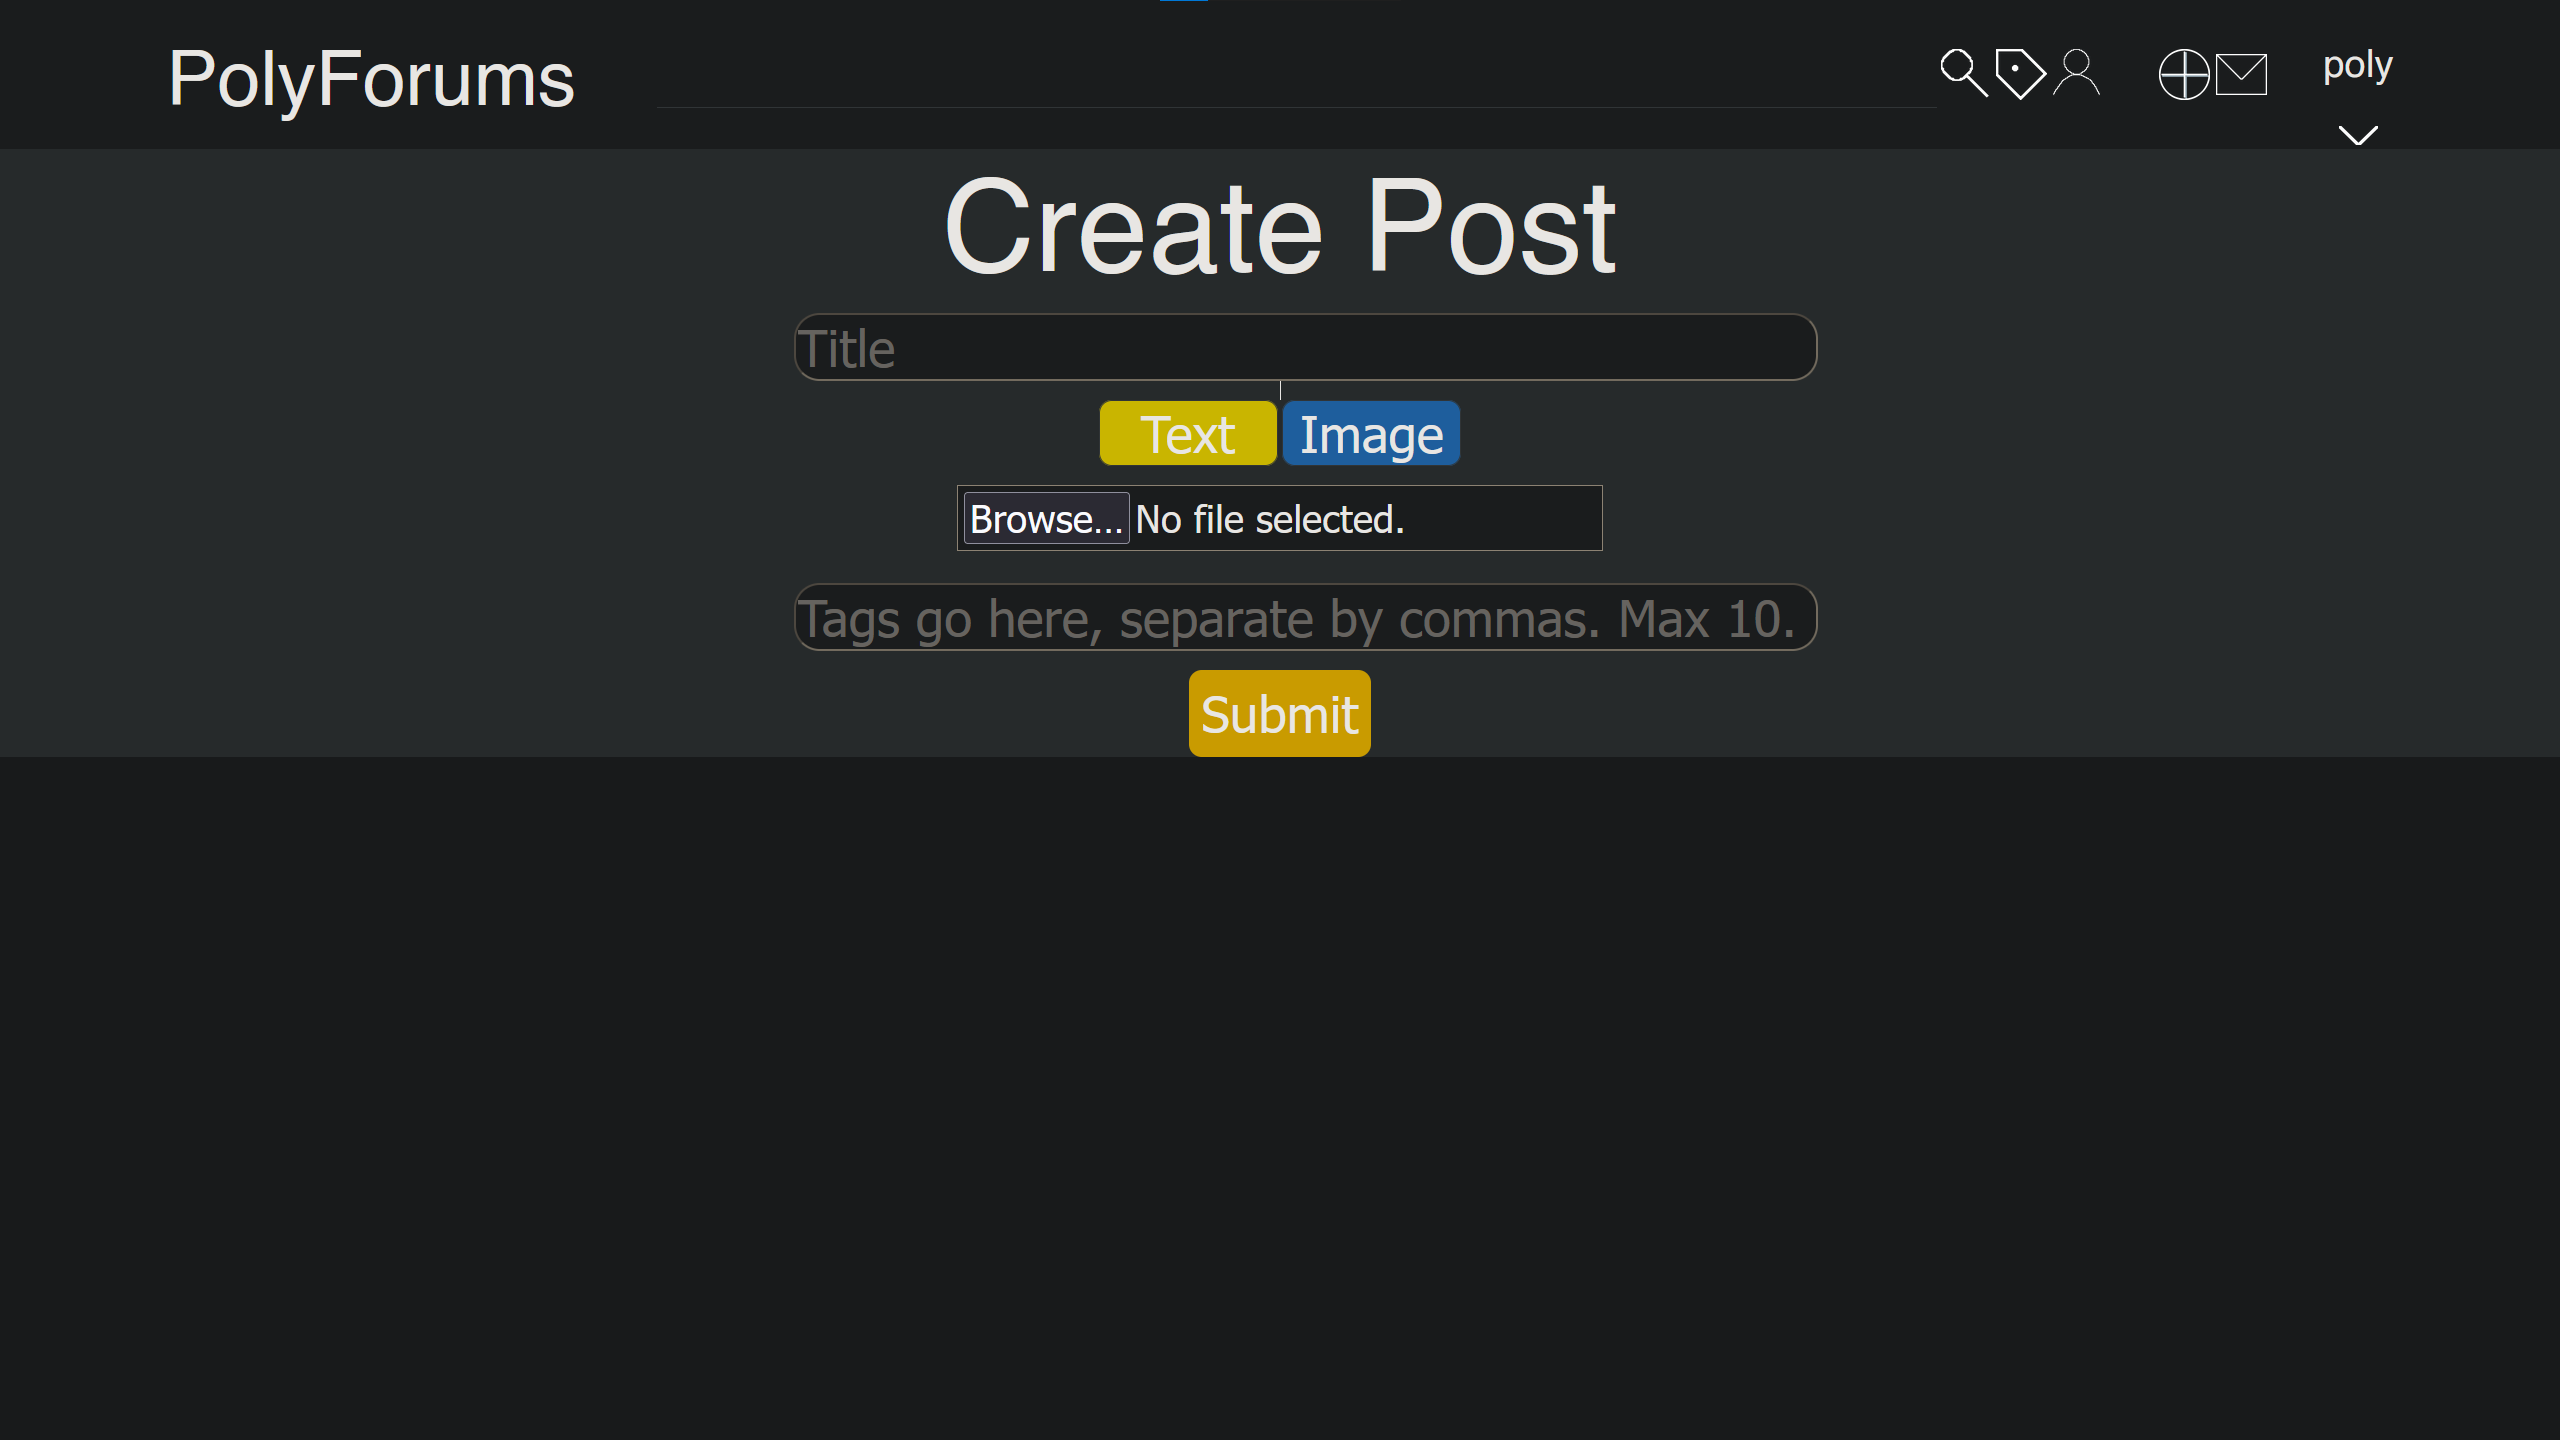 PolyForums
poly
Create Post
Title
Text Image
Browse... No file selected.
Tags go here, separate by commas. Max 10.
Submit